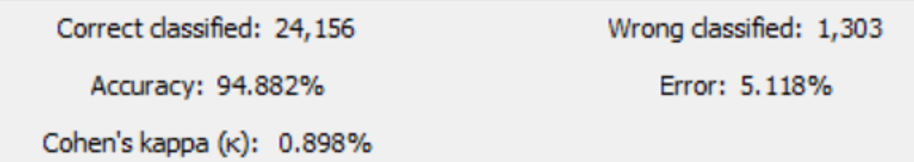 Correct classified: 24,156 Wrong classified: 1,303
Accuracy: 94.882% Error: 5.118%
Cohen's kappa (κ): 0.898%